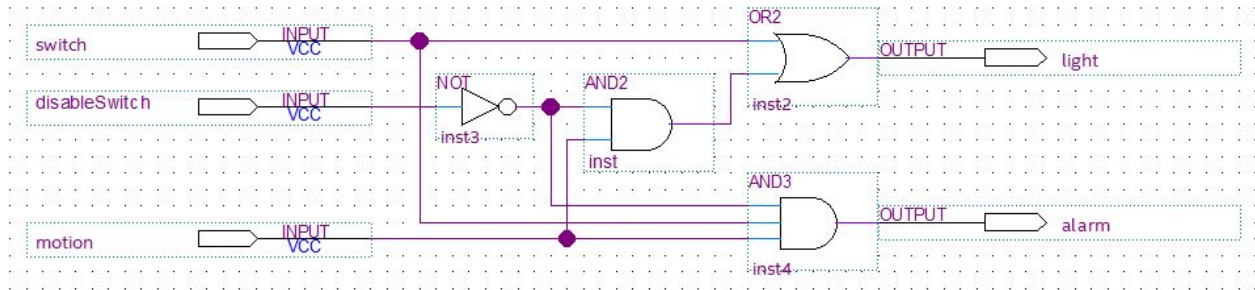 OR2
switch
INPUT
VCC
OUTPUT
light
NOT
AND2
disableSwitch
INPUT
VCC
inst2
inst3
inst
AND3
motion
INPUT
VCC
OUTPUT
alarm
inst4